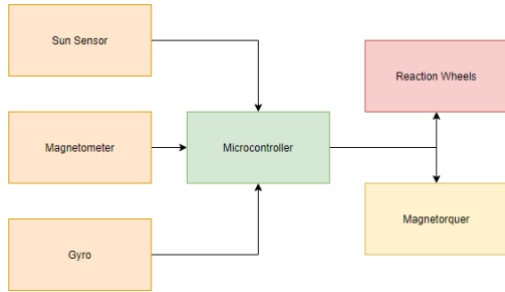 Sun Sensor
Reaction Wheels
Magnetometer
Microcontroller
Magnetorquer
Gyro